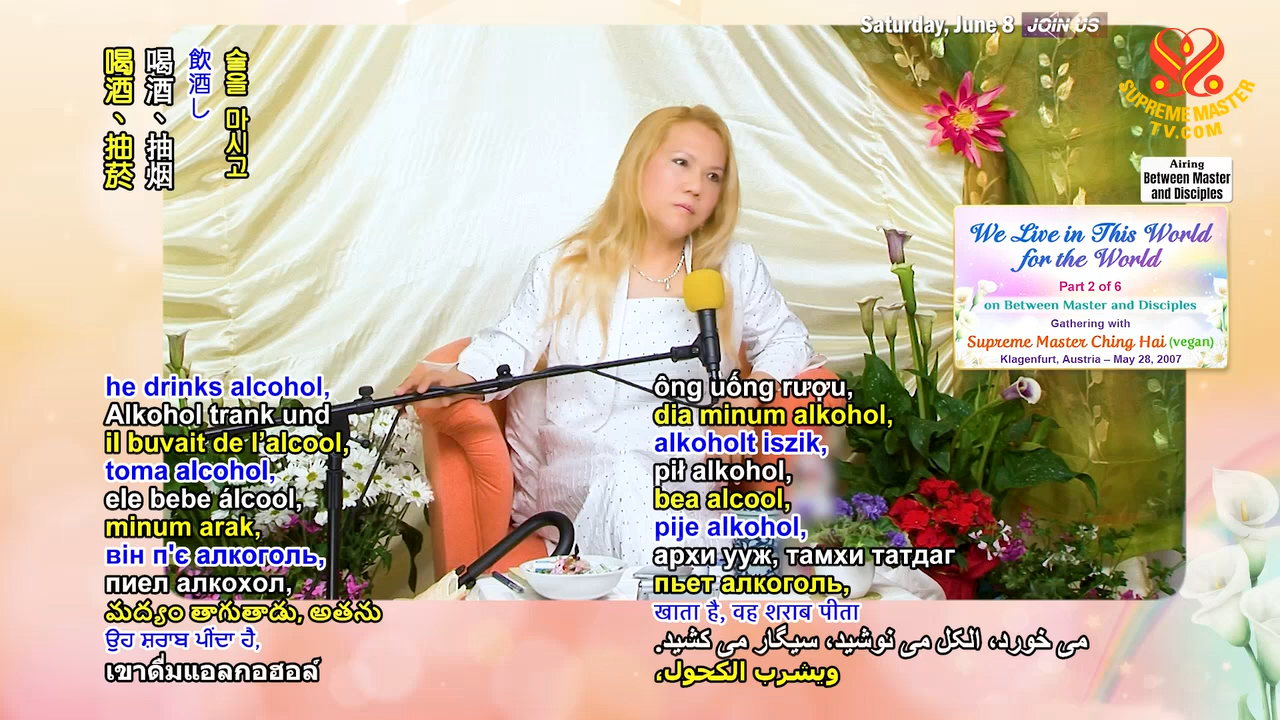 Saturday, June 8 JOIN US
SUPREME MASTER
TV.COM
Airing
Between Master
and Disciples
We Live in This World
for the World
Part 2 of 6
on Between Master and Disciples
Gathering with
Supreme Master Ching Hai (vegan)
Klagenfurt, Austria – May 28, 2007
술을 마시고
飲酒し
喝酒、抽烟
喝酒、抽菸
he drinks alcohol,
Alkohol trank und
il buvait de l'alcool,
toma alcohol,
ele bebe álcool,
minum arak,
він п'є алкоголь,
пиел алкохол,
మద్యం తాగుతాడు, అతను
ਉਹ ਸ਼ਰਾਬ ਪੀਂਦਾ ਹੈ,
เขาดื่มแอลกอฮอล์
ông uống rượu,
dia minum alkohol,
alkoholt iszik,
pił alkohol,
bea alcool,
pije alkohol,
архи ууж, тамхи татдаг
пьет алкоголь,
खाता है, वह शराब पीता
می خورد، الکل می نوشید، سیگار می کشید.
ويشرب الكحول،